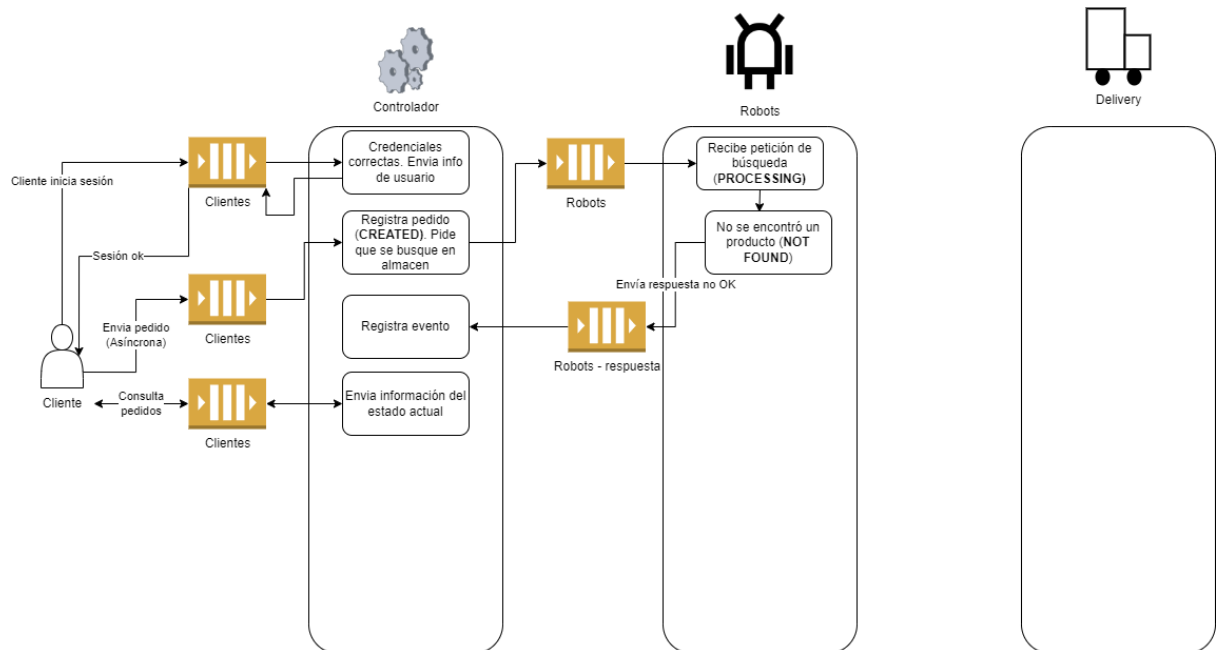 Controlador
Robots
Delivery
Cliente inicia sesión
Clientes
Credenciales
correctas. Envia info
de usuario
Robots
Recibe petición de
búsqueda
(PROCESSING)
Sesión ok
Registra pedido
(CREATED). Pide
que se busque en
almacen
No se encontró un
producto (NOT
FOUND)
Envía respuesta no OK
Envia pedido
(Asíncrona)
Clientes
Registra evento
Robots - respuesta
Cliente
Consulta
pedidos
Clientes
Envia información del
estado actual